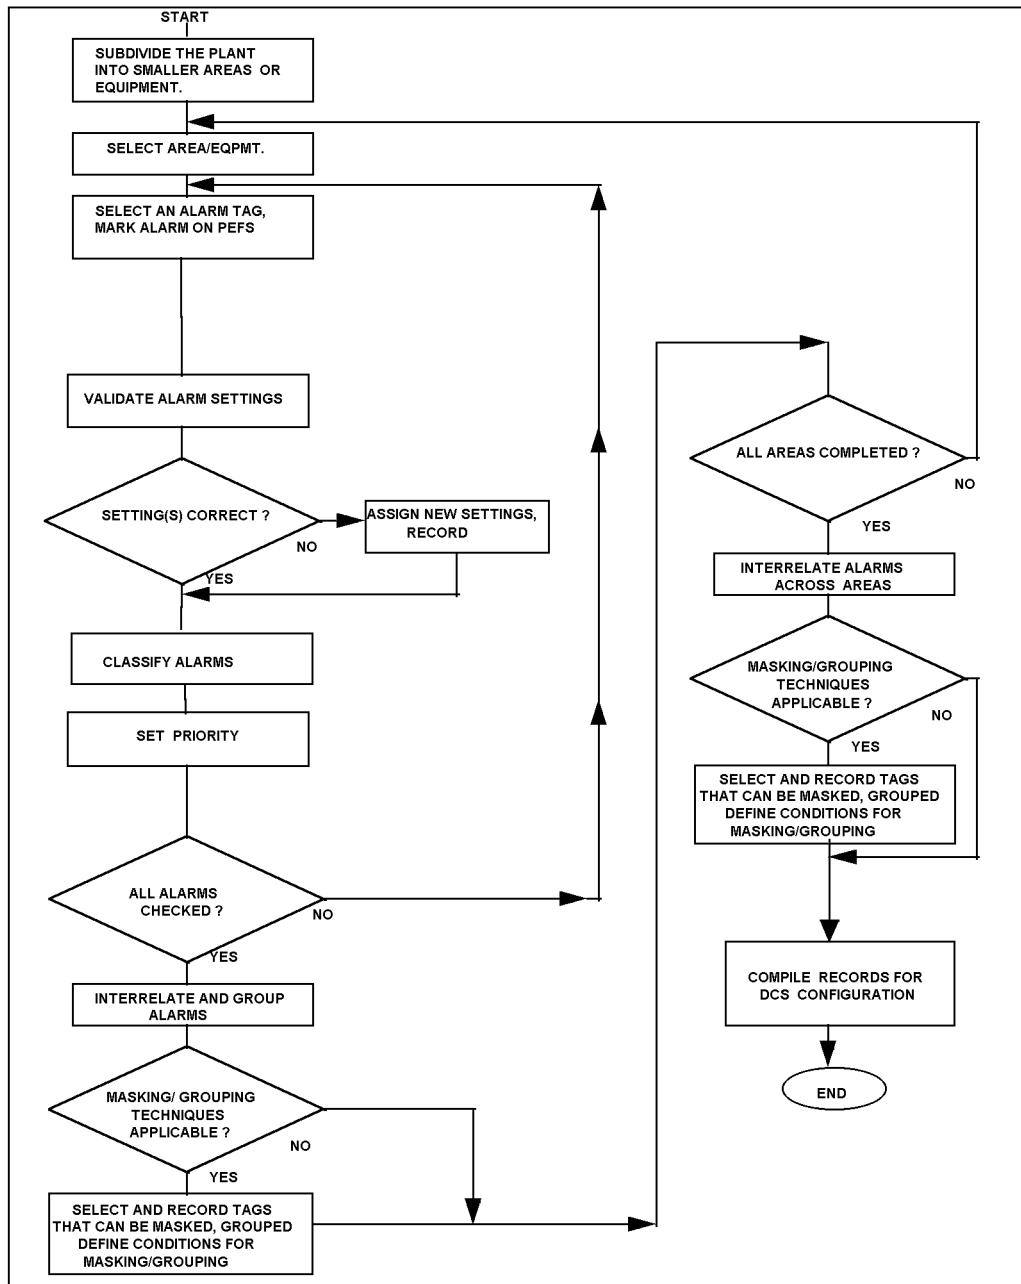 START
SUBDIVIDE THE PLANT
INTO SMALLER AREAS OR
EQUIPMENT.
SELECT AREA/EQPMT.
SELECT AN ALARM TAG,
MARK ALARM ON PEFS
VALIDATE ALARM SETTINGS
SETTING(S) CORRECT ?
NO
ASSIGN NEW SETTINGS,
RECORD
YES
CLASSIFY ALARMS
SET PRIORITY
ALL ALARMS
CHECKED ?
NO
YES
INTERRELATE AND GROUP
ALARMS
MASKING/ GROUPING
TECHNIQUES
APPLICABLE ?
NO
YES
SELECT AND RECORD TAGS
THAT CAN BE MASKED, GROUPED
DEFINE CONDITIONS FOR
MASKING/GROUPING
ALL AREAS COMPLETED ?
NO
YES
INTERRELATE ALARMS
ACROSS AREAS
MASKING/GROUPING
TECHNIQUES
APPLICABLE ?
NO
YES
SELECT AND RECORD TAGS
THAT CAN BE MASKED, GROUPED
DEFINE CONDITIONS FOR
MASKING/GROUPING
COMPILE RECORDS FOR
DCS CONFIGURATION
END